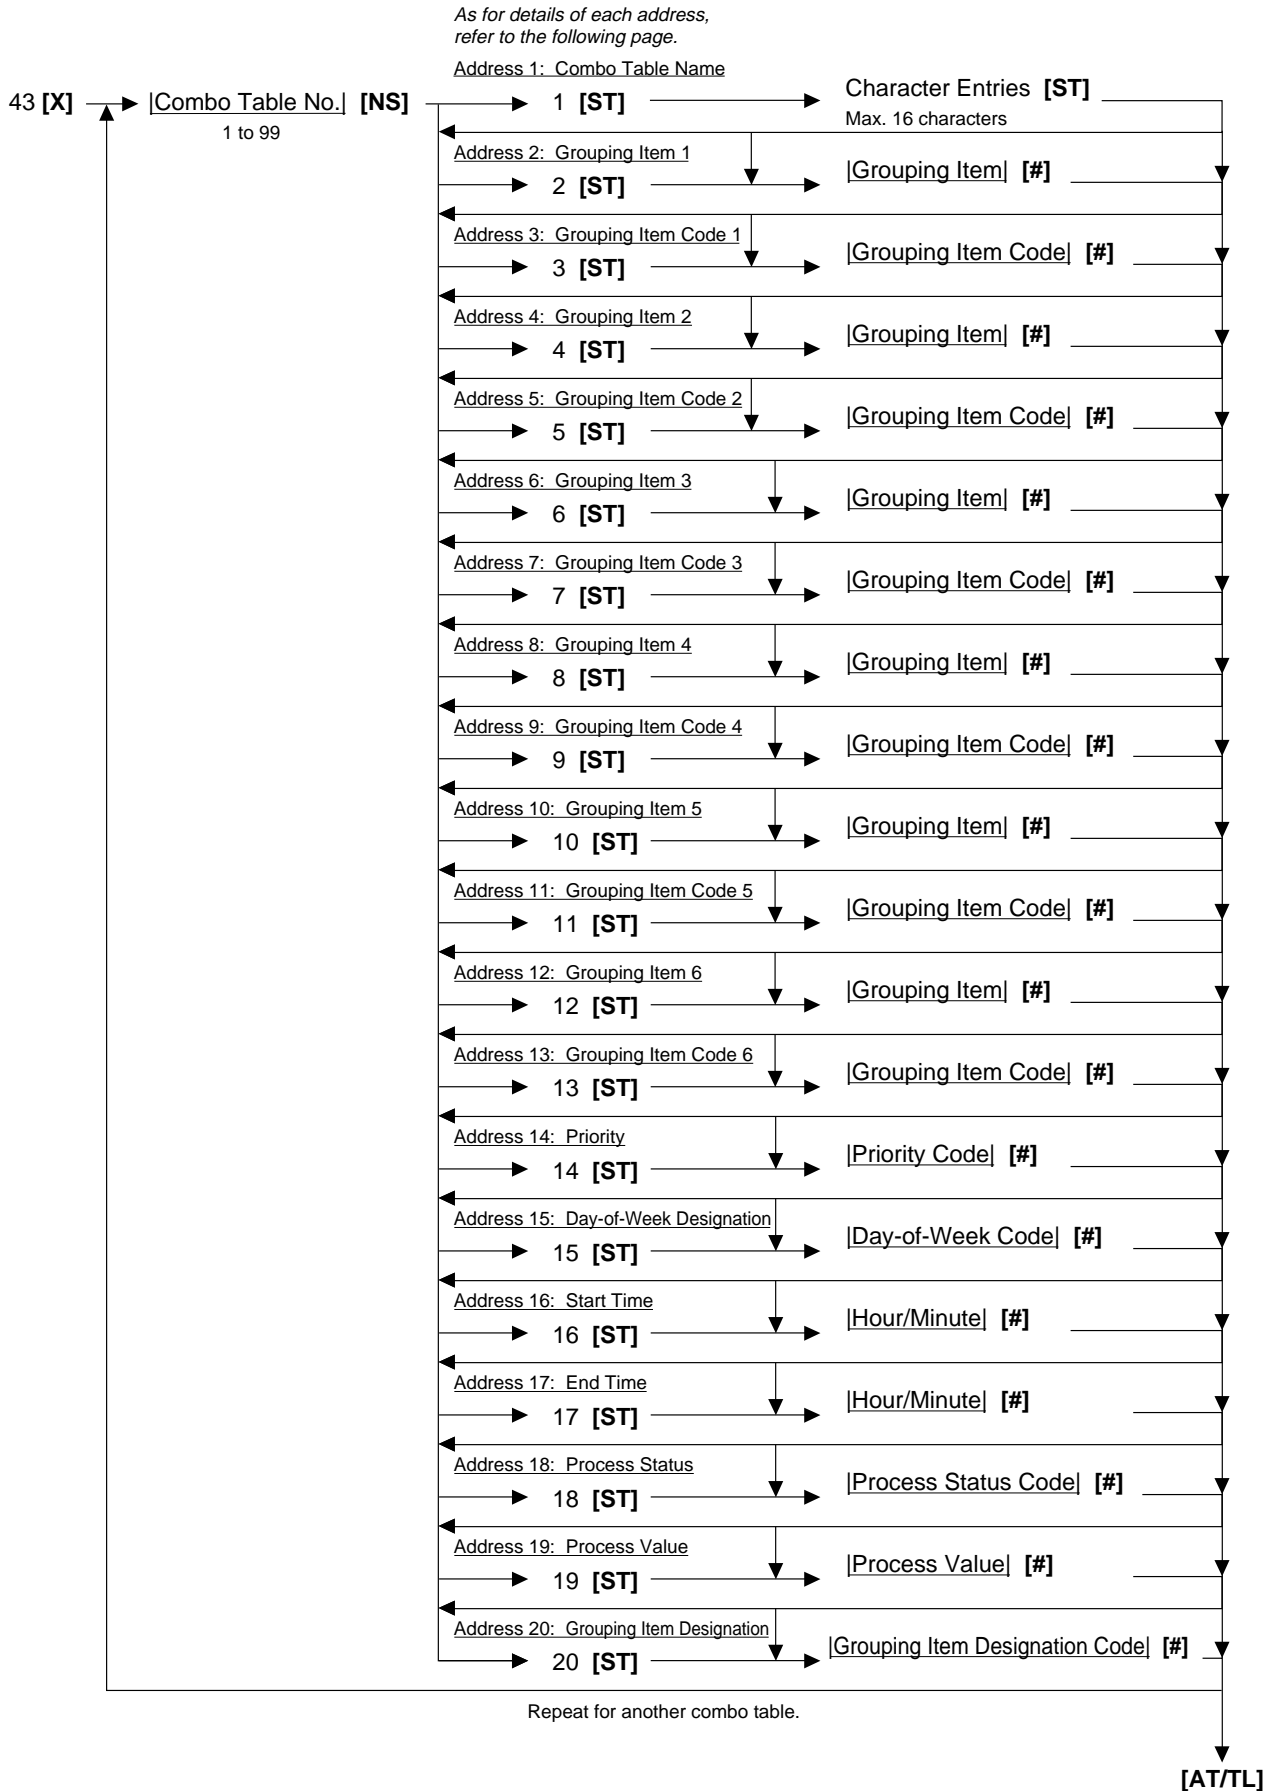 As for details of each address,
refer to the following page.
Address 1: Combo Table Name
43 [X] |Combo Table No.| [NS] 1 [ST] Character Entries [ST]
1 to 99 Max. 16 characters
Address 2: Grouping Item 1
2 [ST] |Grouping Item| [#]
Address 3: Grouping Item Code 1
3 [ST] |Grouping Item Code| [#]
Address 4: Grouping Item 2
4 [ST] |Grouping Item| [#]
Address 5: Grouping Item Code 2
5 [ST] |Grouping Item Code| [#]
Address 6: Grouping Item 3
6 [ST] |Grouping Item| [#]
Address 7: Grouping Item Code 3
7 [ST] |Grouping Item Code| [#]
Address 8: Grouping Item 4
8 [ST] |Grouping Item| [#]
Address 9: Grouping Item Code 4
9 [ST] |Grouping Item Code| [#]
Address 10: Grouping Item 5
10 [ST] |Grouping Item| [#]
Address 11: Grouping Item Code 5
11 [ST] |Grouping Item Code| [#]
Address 12: Grouping Item 6
12 [ST] |Grouping Item| [#]
Address 13: Grouping Item Code 6
13 [ST] |Grouping Item Code| [#]
Address 14: Priority
14 [ST] |Priority Code| [#]
Address 15: Day-of-Week Designation
15 [ST] |Day-of-Week Code| [#]
Address 16: Start Time
16 [ST] |Hour/Minute| [#]
Address 17: End Time
17 [ST] |Hour/Minute| [#]
Address 18: Process Status
18 [ST] |Process Status Code| [#]
Address 19: Process Value
19 [ST] |Process Value| [#]
Address 20: Grouping Item Designation
20 [ST] |Grouping Item Designation Code| [#]
Repeat for another combo table.
[AT/TL]